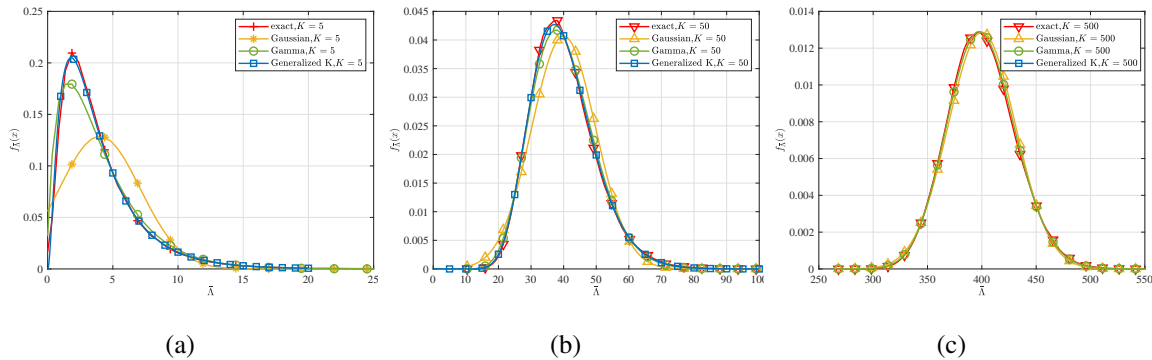 0.25
0.2
0.15
0.1
0.05
0
f_Λ̄(x)
0 5 10 15 20 25
Λ̄
exact,K = 5
Gaussian,K = 5
Gamma,K = 5
Generalized K,K = 5
(a)
0.045
0.04
0.035
0.03
0.025
0.02
0.015
0.01
0.005
0.00
f_Λ̄(x)
0 10 20 30 40 50 60 70 80 90 100
Λ̄
exact,K = 50
Gaussian,K = 50
Gamma,K = 50
Generalized K,K = 50
(b)
0.014
0.012
0.01
0.008
0.006
0.004
0.002
0
f_Λ̄(x)
250 300 350 400 450 500 550
Λ̄
exact,K = 500
Gaussian,K = 500
Gamma,K = 500
Generalized K,K = 500
(c)